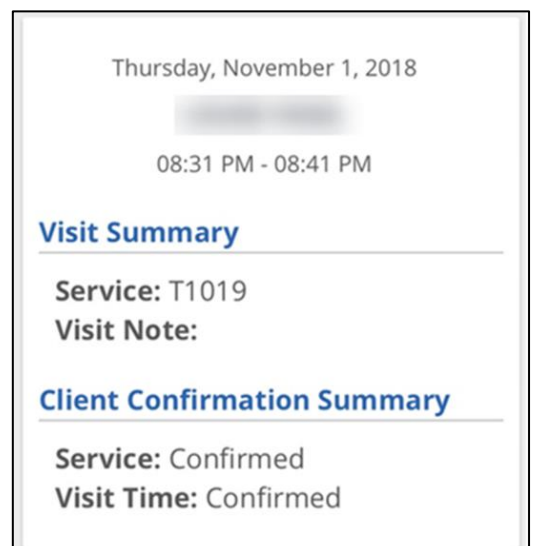 Thursday, November 1, 2018
08:31 PM - 08:41 PM
Visit Summary
Service: T1019
Visit Note:
Client Confirmation Summary
Service: Confirmed
Visit Time: Confirmed